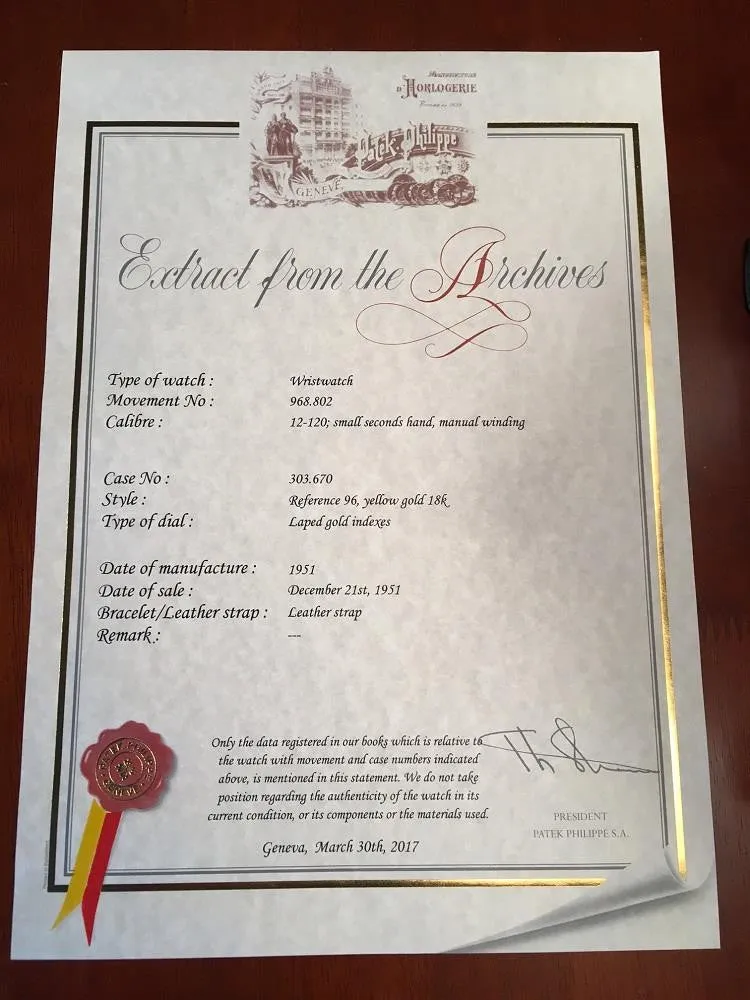 D'HORLOGERIE
Patek Philippe
GENÈVE
Extract from the Archives
Type of watch : Wristwatch
Movement No : 968.802
Calibre : 12-120; small seconds hand, manual winding
Case No : 303.670
Style : Reference 96, yellow gold 18k
Type of dial : Laped gold indexes
Date of manufacture : 1951
Date of sale : December 21st, 1951
Bracelet/Leather strap : Leather strap
Remark : ---
Only the data registered in our books which is relative to
the watch with movement and case numbers indicated
above, is mentioned in this statement. We do not take
position regarding the authenticity of the watch in its
current condition, or its components or the materials used.
Geneva, March 30th, 2017
PRESIDENT
PATEK PHILIPPE S.A.
PATEK PHILIPPE
GENEVE